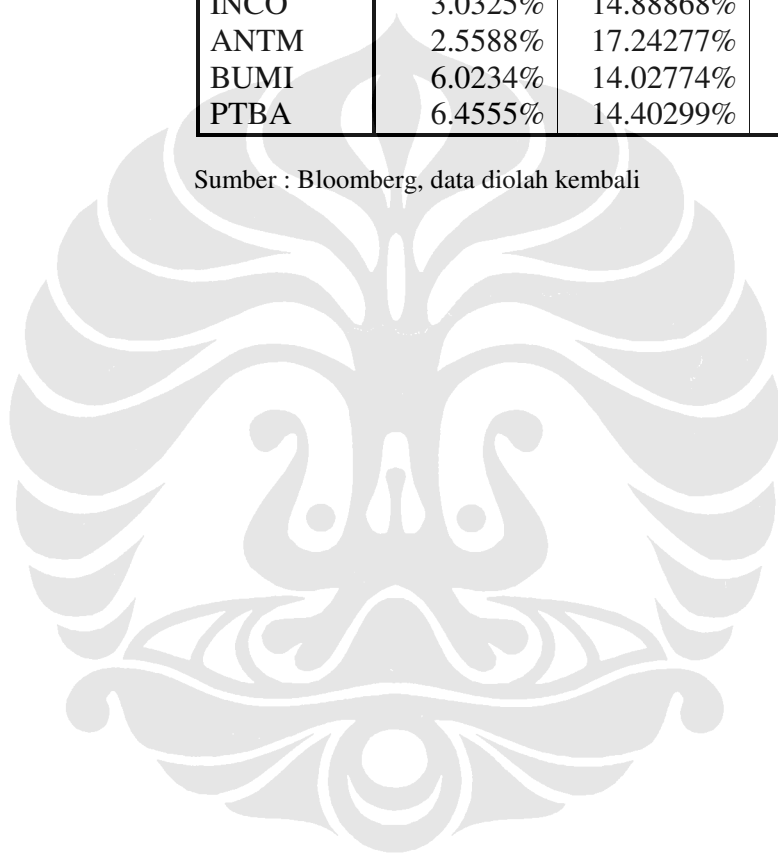 INCO 3.0325% 14.88868%
ANTM 2.5588% 17.24277%
BUMI 6.0234% 14.02774%
PTBA 6.4555% 14.40299%
Sumber : Bloomberg, data diolah kembali